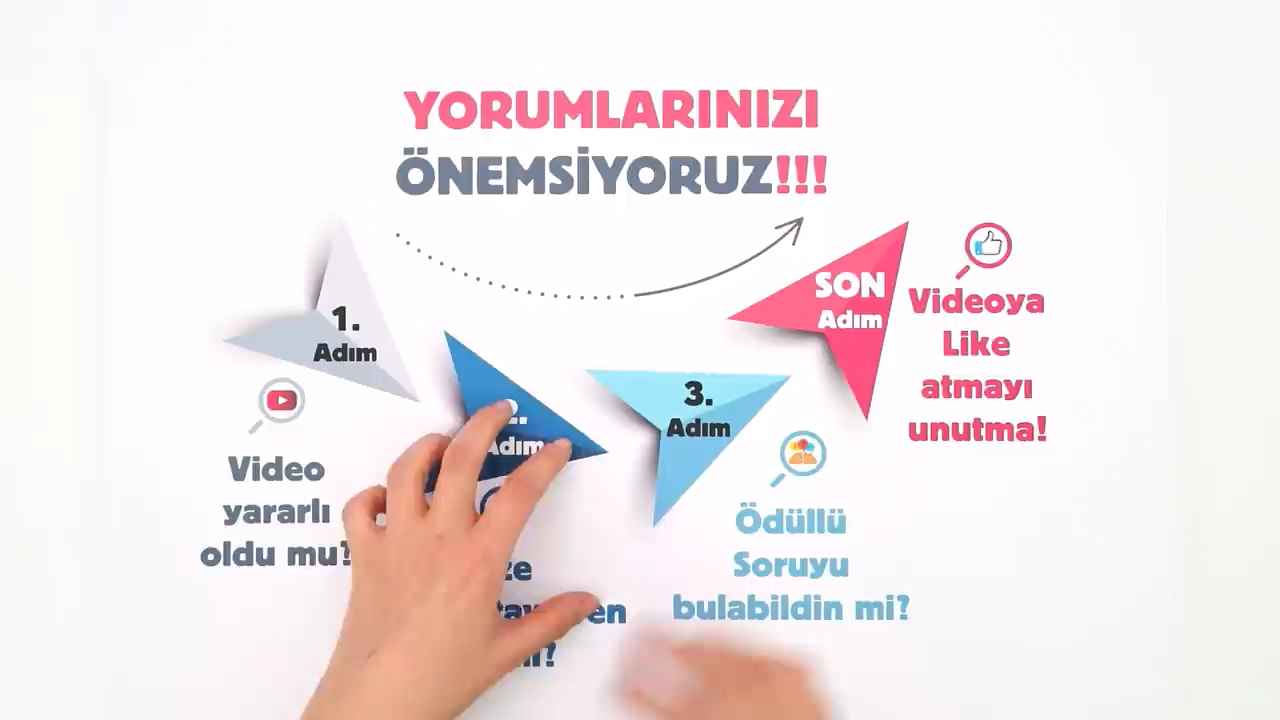 YORUMLARINIZI
ÖNEMSİYORUZ!!!
1.
Adım
Video
yararlı
oldu mu?
Adım
3.
Adım
Ödüllü
Soruyu
bulabildin mi?
SON
Adım
Videoya
Like
atmayı
unutma!